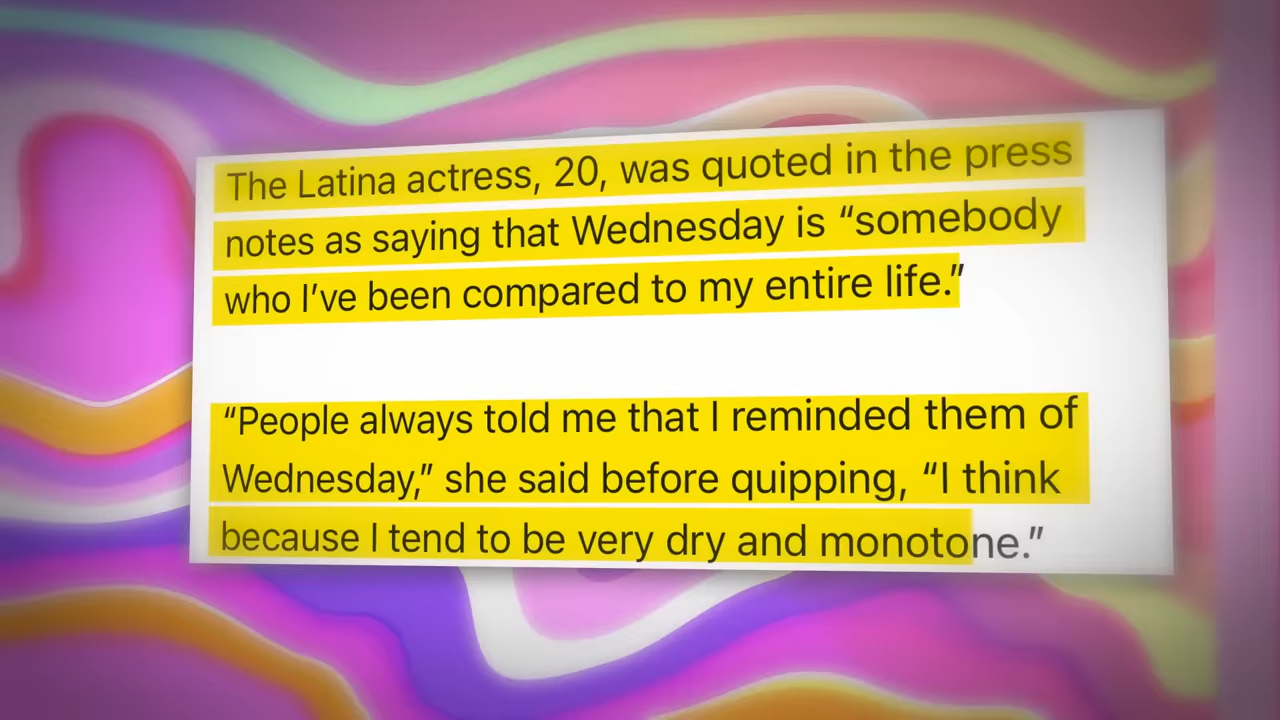 The Latina actress, 20, was quoted in the press
notes as saying that Wednesday is “somebody
who I’ve been compared to my entire life.”
“People always told me that I reminded them of
Wednesday,” she said before quipping, “I think
because I tend to be very dry and monotone.”